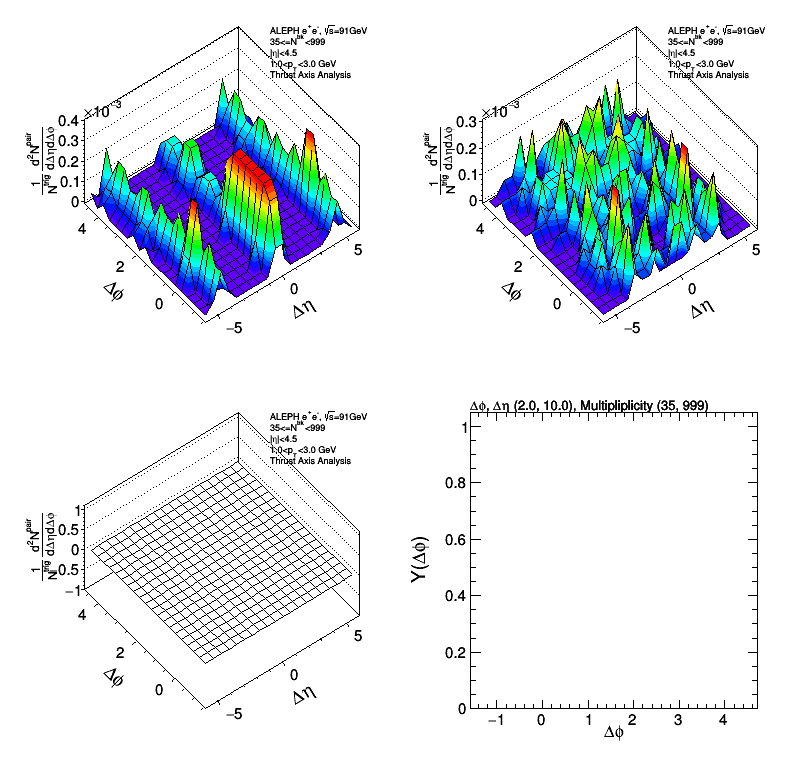 ALEPH e⁺e⁻, √s=91GeV
35<=N^trk<999
|η|<4.5
1.0<p_T<3.0 GeV
Thrust Axis Analysis
×10⁻³
1/N^trig d²N^pair/dΔηdΔϕ
0.4
0.3
0.2
0.1
0
4
2
0
Δϕ
−5
0
5
Δη
ALEPH e⁺e⁻, √s=91GeV
35<=N^trk<999
|η|<4.5
1.0<p_T<3.0 GeV
Thrust Axis Analysis
×10⁻³
1/N^trig d²N^pair/dΔηdΔϕ
0.3
0.2
0.1
0
4
2
0
Δϕ
−5
0
5
Δη
ALEPH e⁺e⁻, √s=91GeV
35<=N^trk<999
|η|<4.5
1.0<p_T<3.0 GeV
Thrust Axis Analysis
1/N^trig d²N^pair/dΔηdΔϕ
1
0.5
0
−0.5
−1
4
2
0
Δϕ
−5
0
5
Δη
Δϕ, Δη (2.0, 10.0), Multipliplicity (35, 999)
Y(Δϕ)
1
0.8
0.6
0.4
0.2
0
−1 0 1 2 3 4
Δϕ